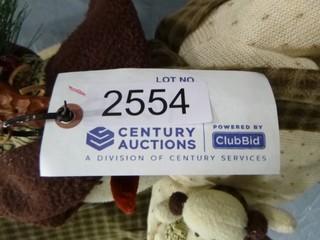 LOT NO.
2554
CENTURY AUCTIONS
POWERED BY
ClubBid
A DIVISION OF CENTURY SERVICES